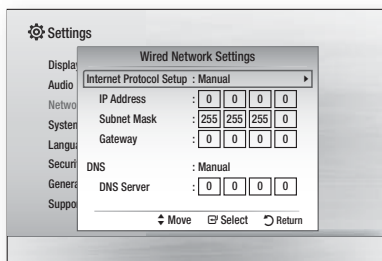 Settings
Wired Network Settings
Display
Audio
Internet Protocol Setup : Manual
Netwo
IP Address : 0 0 0 0
System
Subnet Mask : 255 255 255 0
Langua
Gateway : 0 0 0 0
Securi
DNS : Manual
Genera
DNS Server : 0 0 0 0
Suppo
Move Select Return